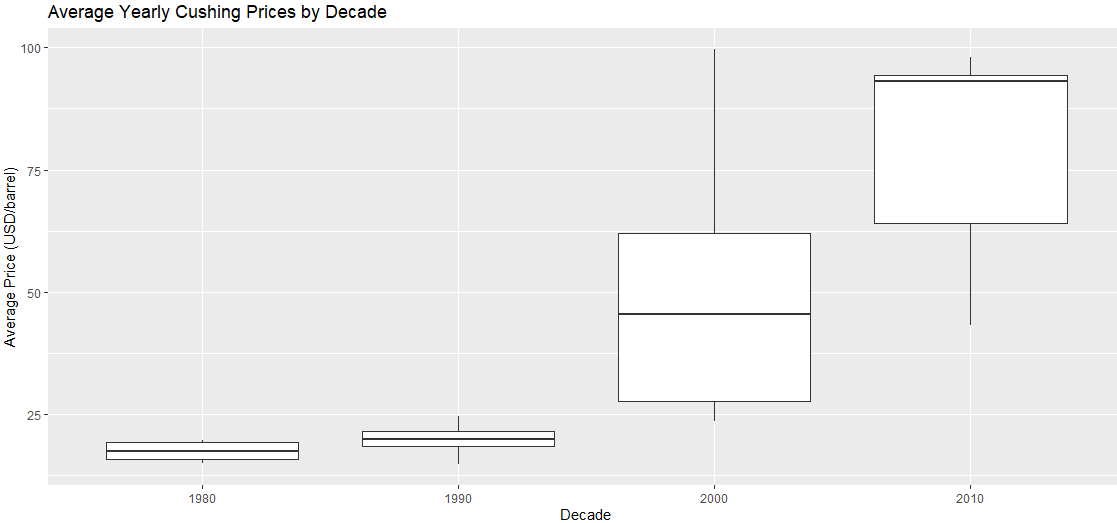 Average Yearly Cushing Prices by Decade
Average Price (USD/barrel)
100
75
50
25
1980 1990 2000 2010
Decade